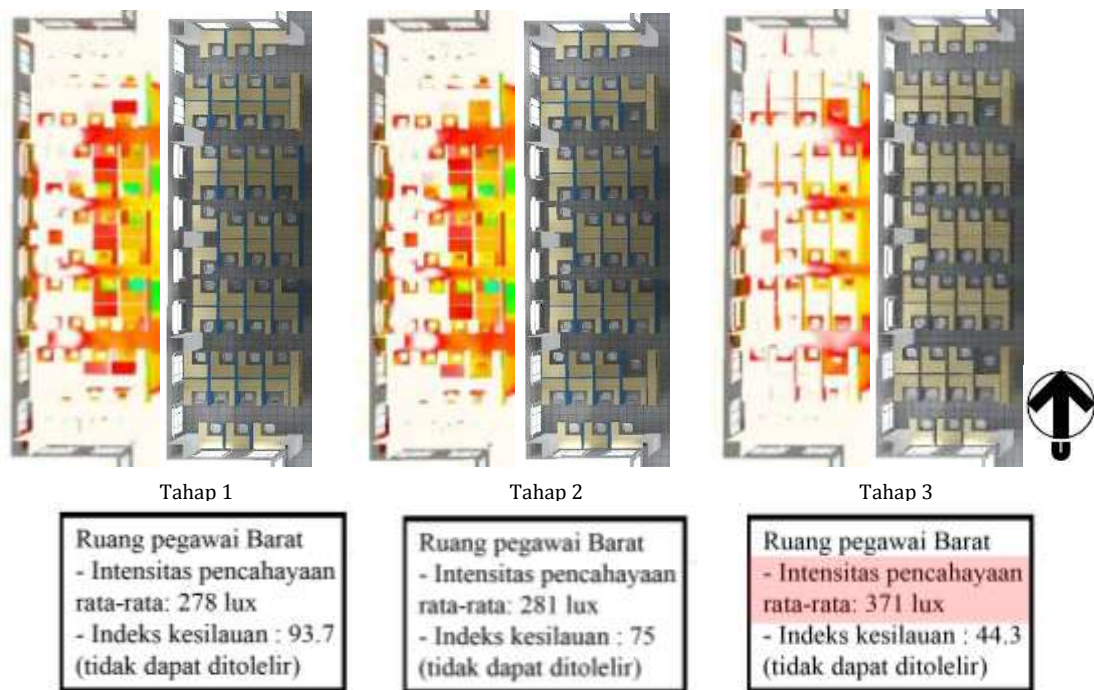 U
Tahap 1
Tahap 2
Tahap 3
Ruang pegawai Barat
- Intensitas pencahayaan
rata-rata: 278 lux
- Indeks kesilauan : 93.7
(tidak dapat ditolelir)
Ruang pegawai Barat
- Intensitas pencahayaan
rata-rata: 281 lux
- Indeks kesilauan : 75
(tidak dapat ditolelir)
Ruang pegawai Barat
- Intensitas pencahayaan
rata-rata: 371 lux
- Indeks kesilauan : 44.3
(tidak dapat ditolelir)